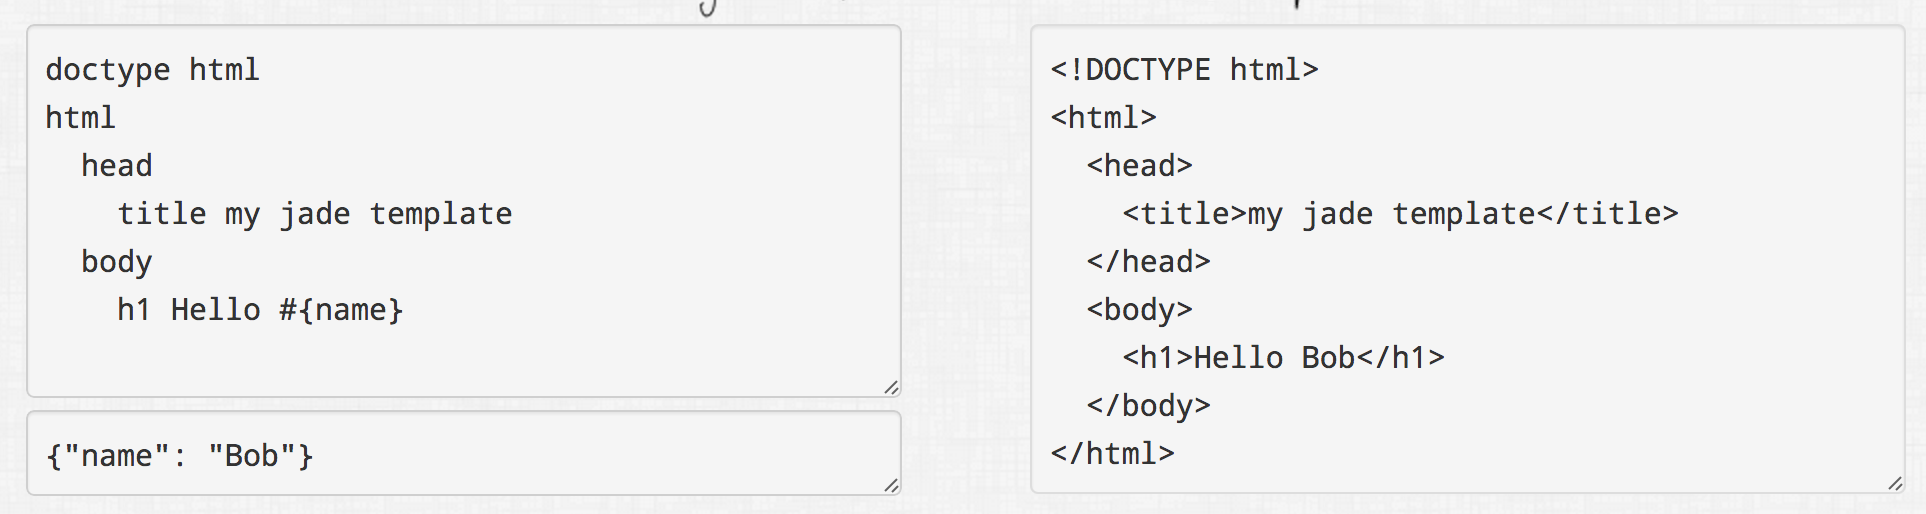 doctype html
html
  head
    title my jade template
  body
    h1 Hello #{name}
{"name": "Bob"}
<!DOCTYPE html>
<html>
  <head>
    <title>my jade template</title>
  </head>
  <body>
    <h1>Hello Bob</h1>
  </body>
</html>